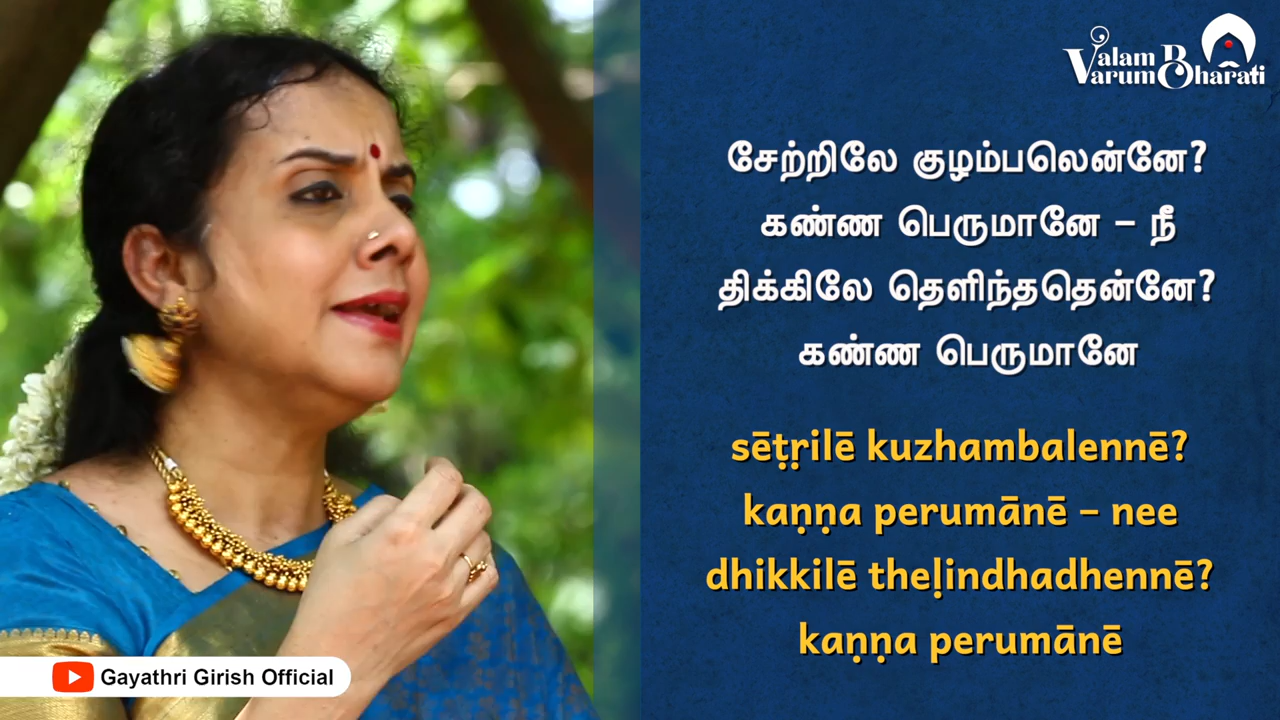 Valam Bharati
Varum
சேற்றிலே குழம்பலென்னே?
கண்ண பெருமானே – நீ
திக்கிலே தெளிந்ததென்னே?
கண்ண பெருமானே
sēṭṛilē kuzhambalennē?
kaṇṇa perumānē – nee
dhikkilē theḷindhadhennē?
kaṇṇa perumānē
Gayathri Girish Official